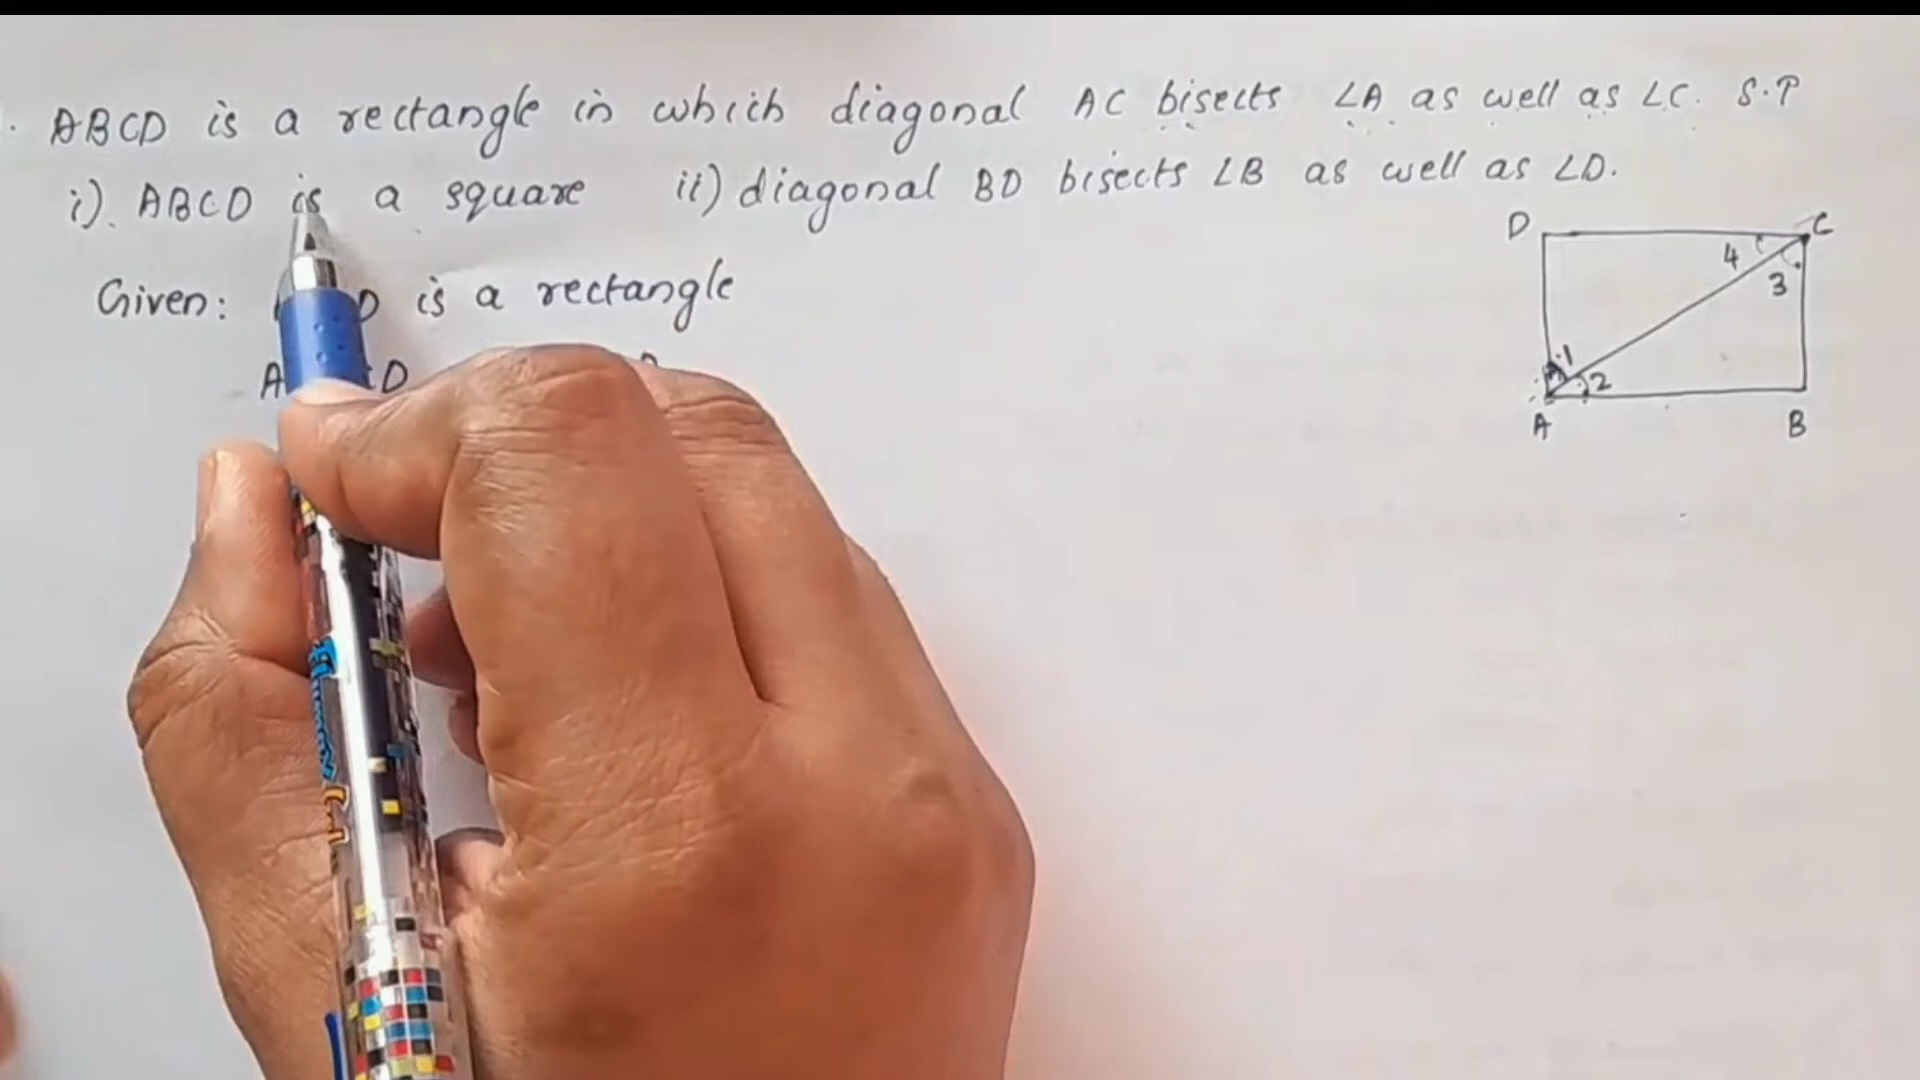 ABCD is a rectangle in which diagonal AC bisects ∠A as well as ∠C. S.P
i). ABCD is a square ii) diagonal BD bisects ∠B as well as ∠D.
D C
4
3
Given: D is a rectangle
1
2
A D
A B